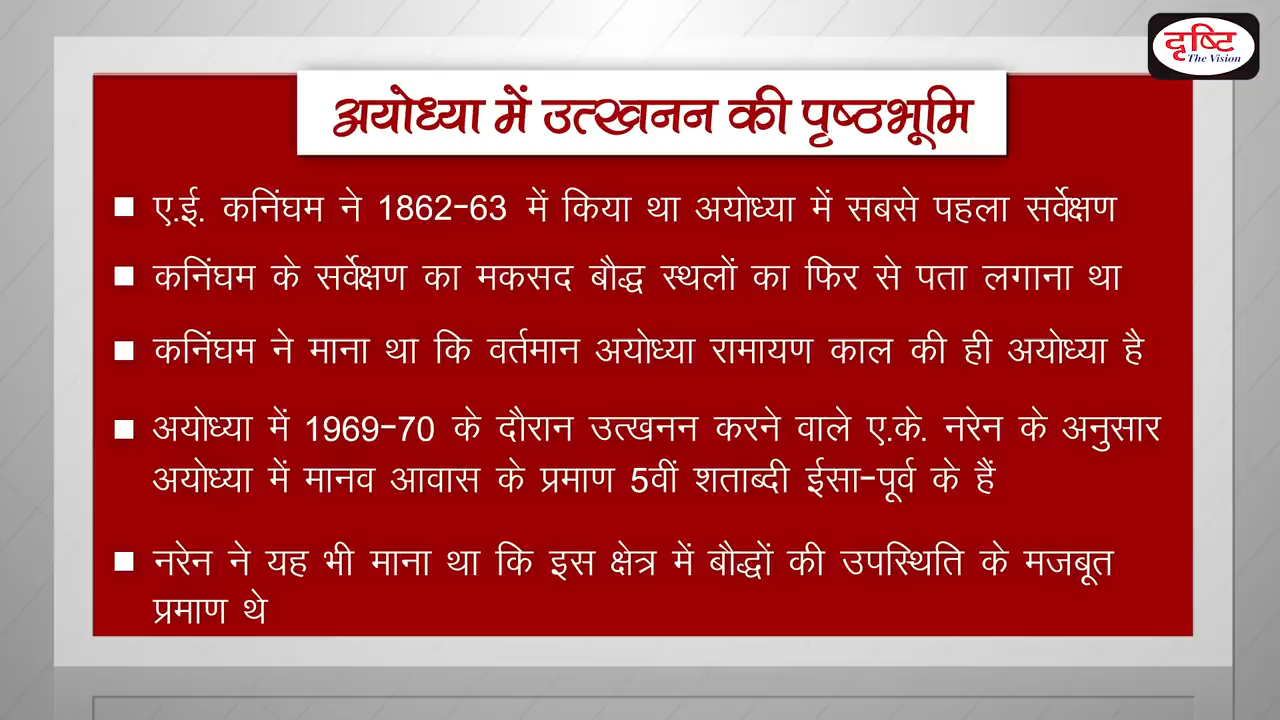 दृष्टि
The Vision
अयोध्या में उत्खनन की पृष्ठभूमि
ए.ई. कनिंघम ने 1862-63 में किया था अयोध्या में सबसे पहला सर्वेक्षण
कनिंघम के सर्वेक्षण का मकसद बौद्ध स्थलों का फिर से पता लगाना था
कनिंघम ने माना था कि वर्तमान अयोध्या रामायण काल की ही अयोध्या है
अयोध्या में 1969-70 के दौरान उत्खनन करने वाले ए.के. नरेन के अनुसार
अयोध्या में मानव आवास के प्रमाण 5वीं शताब्दी ईसा-पूर्व के हैं
नरेन ने यह भी माना था कि इस क्षेत्र में बौद्धों की उपस्थिति के मजबूत
प्रमाण थे